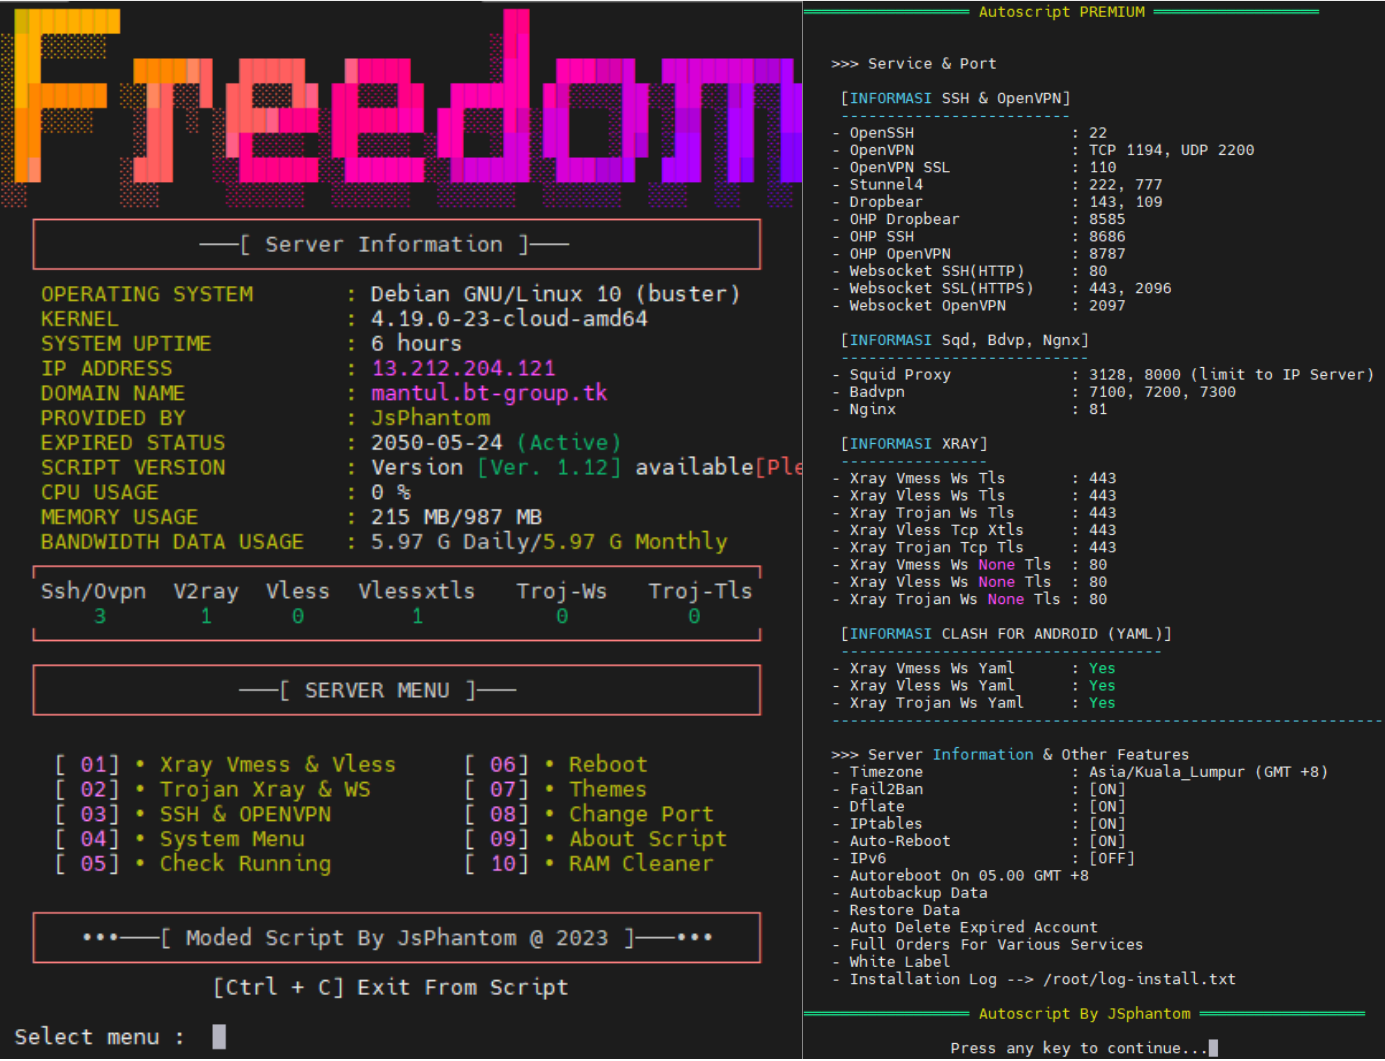 Freedom
———[ Server Information ]———
OPERATING SYSTEM : Debian GNU/Linux 10 (buster)
KERNEL : 4.19.0-23-cloud-amd64
SYSTEM UPTIME : 6 hours
IP ADDRESS : 13.212.204.121
DOMAIN NAME : mantul.bt-group.tk
PROVIDED BY : JsPhantom
EXPIRED STATUS : 2050-05-24 (Active)
SCRIPT VERSION : Version [Ver. 1.12] available[Ple
CPU USAGE : 0 %
MEMORY USAGE : 215 MB/987 MB
BANDWIDTH DATA USAGE : 5.97 G Daily/5.97 G Monthly
Ssh/Ovpn V2ray Vless Vlessxtls Troj-Ws Troj-Tls
3 1 0 1 0 0
———[ SERVER MENU ]———
[ 01] • Xray Vmess & Vless [ 06] • Reboot
[ 02] • Trojan Xray & WS [ 07] • Themes
[ 03] • SSH & OPENVPN [ 08] • Change Port
[ 04] • System Menu [ 09] • About Script
[ 05] • Check Running [ 10] • RAM Cleaner
•••———[ Moded Script By JsPhantom @ 2023 ]———•••
[Ctrl + C] Exit From Script
Select menu :
Autoscript PREMIUM
>>> Service & Port
[INFORMASI SSH & OpenVPN]
-------------------------
- OpenSSH : 22
- OpenVPN : TCP 1194, UDP 2200
- OpenVPN SSL : 110
- Stunnel4 : 222, 777
- Dropbear : 143, 109
- OHP Dropbear : 8585
- OHP SSH : 8686
- OHP OpenVPN : 8787
- Websocket SSH(HTTP) : 80
- Websocket SSL(HTTPS) : 443, 2096
- Websocket OpenVPN : 2097
[INFORMASI Sqd, Bdvp, Ngnx]
---------------------------
- Squid Proxy : 3128, 8000 (limit to IP Server)
- Badvpn : 7100, 7200, 7300
- Nginx : 81
[INFORMASI XRAY]
----------------
- Xray Vmess Ws Tls : 443
- Xray Vless Ws Tls : 443
- Xray Trojan Ws Tls : 443
- Xray Vless Tcp Xtls : 443
- Xray Trojan Tcp Tls : 443
- Xray Vmess Ws None Tls : 80
- Xray Vless Ws None Tls : 80
- Xray Trojan Ws None Tls : 80
[INFORMASI CLASH FOR ANDROID (YAML)]
-----------------------------------
- Xray Vmess Ws Yaml : Yes
- Xray Vless Ws Yaml : Yes
- Xray Trojan Ws Yaml : Yes
------------------------------------------------------------
>>> Server Information & Other Features
- Timezone : Asia/Kuala_Lumpur (GMT +8)
- Fail2Ban : [ON]
- Dflate : [ON]
- IPtables : [ON]
- Auto-Reboot : [ON]
- IPv6 : [OFF]
- Autoreboot On 05.00 GMT +8
- Autobackup Data
- Restore Data
- Auto Delete Expired Account
- Full Orders For Various Services
- White Label
- Installation Log --> /root/log-install.txt
Autoscript By JSphantom
Press any key to continue...